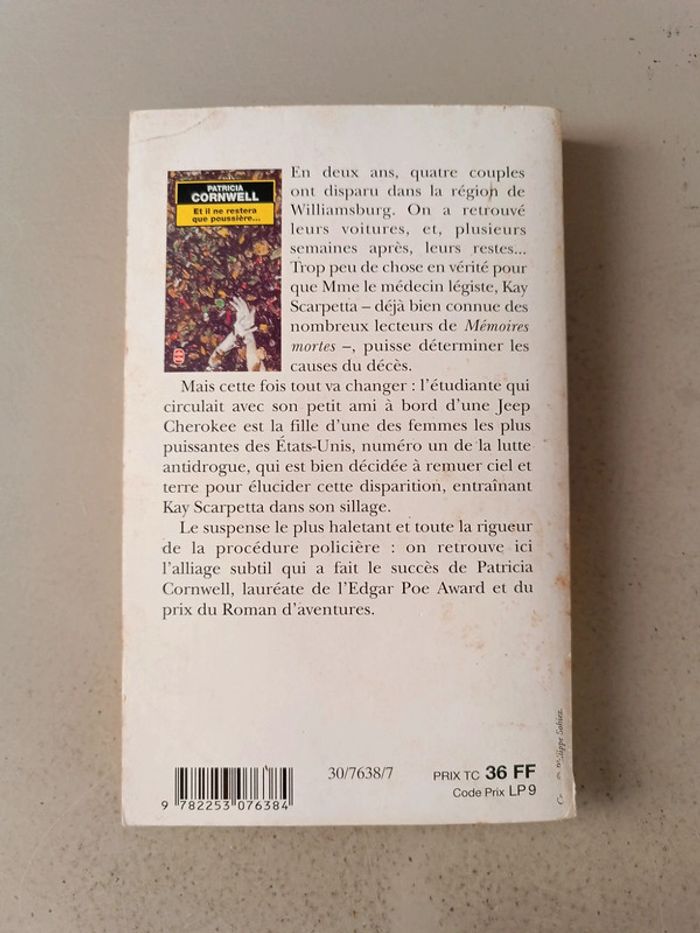 PATRICIA
CORNWELL
Et il ne restera
que poussière...
En deux ans, quatre couples
ont disparu dans la région de
Williamsburg. On a retrouvé
leurs voitures, et, plusieurs
semaines après, leurs restes...
Trop peu de chose en vérité pour
que Mme le médecin légiste, Kay
Scarpetta – déjà bien connue des
nombreux lecteurs de Mémoires
mortes –, puisse déterminer les
causes du décès.
Mais cette fois tout va changer : l'étudiante qui
circulait avec son petit ami à bord d'une Jeep
Cherokee est la fille d'une des femmes les plus
puissantes des États-Unis, numéro un de la lutte
antidrogue, qui est bien décidée à remuer ciel et
terre pour élucider cette disparition, entraînant
Kay Scarpetta dans son sillage.
Le suspense le plus haletant et toute la rigueur
de la procédure policière : on retrouve ici
l'alliage subtil qui a fait le succès de Patricia
Cornwell, lauréate de l'Edgar Poe Award et du
prix du Roman d'aventures.
30/7638/7
PRIX TC 36 FF
Code Prix LP 9
9 782253 076384